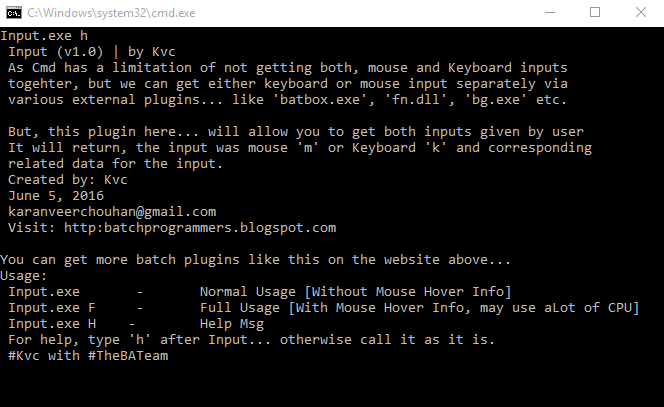 C:\Windows\system32\cmd.exe
Input.exe h
Input (v1.0) | by Kvc
As Cmd has a limitation of not getting both, mouse and Keyboard inputs
togehter, but we can get either keyboard or mouse input separately via
various external plugins... like 'batbox.exe', 'fn.dll', 'bg.exe' etc.
But, this plugin here... will allow you to get both inputs given by user
It will return, the input was mouse 'm' or Keyboard 'k' and corresponding
related data for the input.
Created by: Kvc
June 5, 2016
karanveerchouhan@gmail.com
Visit: http:batchprogrammers.blogspot.com
You can get more batch plugins like this on the website above...
Usage:
Input.exe - Normal Usage [Without Mouse Hover Info]
Input.exe F - Full Usage [With Mouse Hover Info, may use aLot of CPU]
Input.exe H - Help Msg
For help, type 'h' after Input... otherwise call it as it is.
#Kvc with #TheBATeam